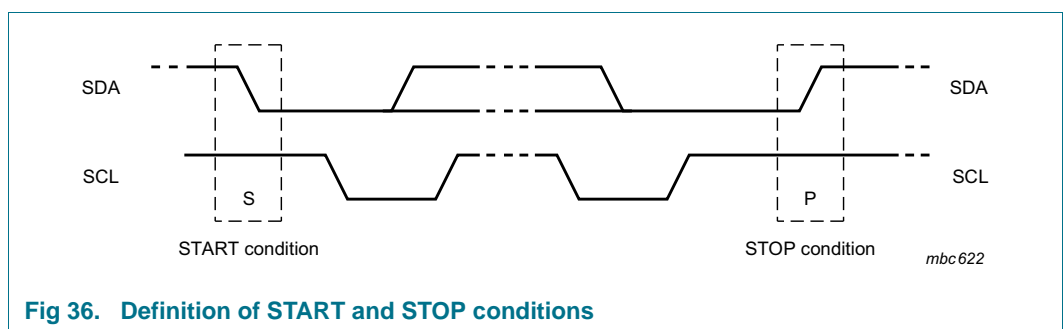 SDA
SDA
SCL
SCL
S
P
START condition
STOP condition
mbc622
Fig 36. Definition of START and STOP conditions